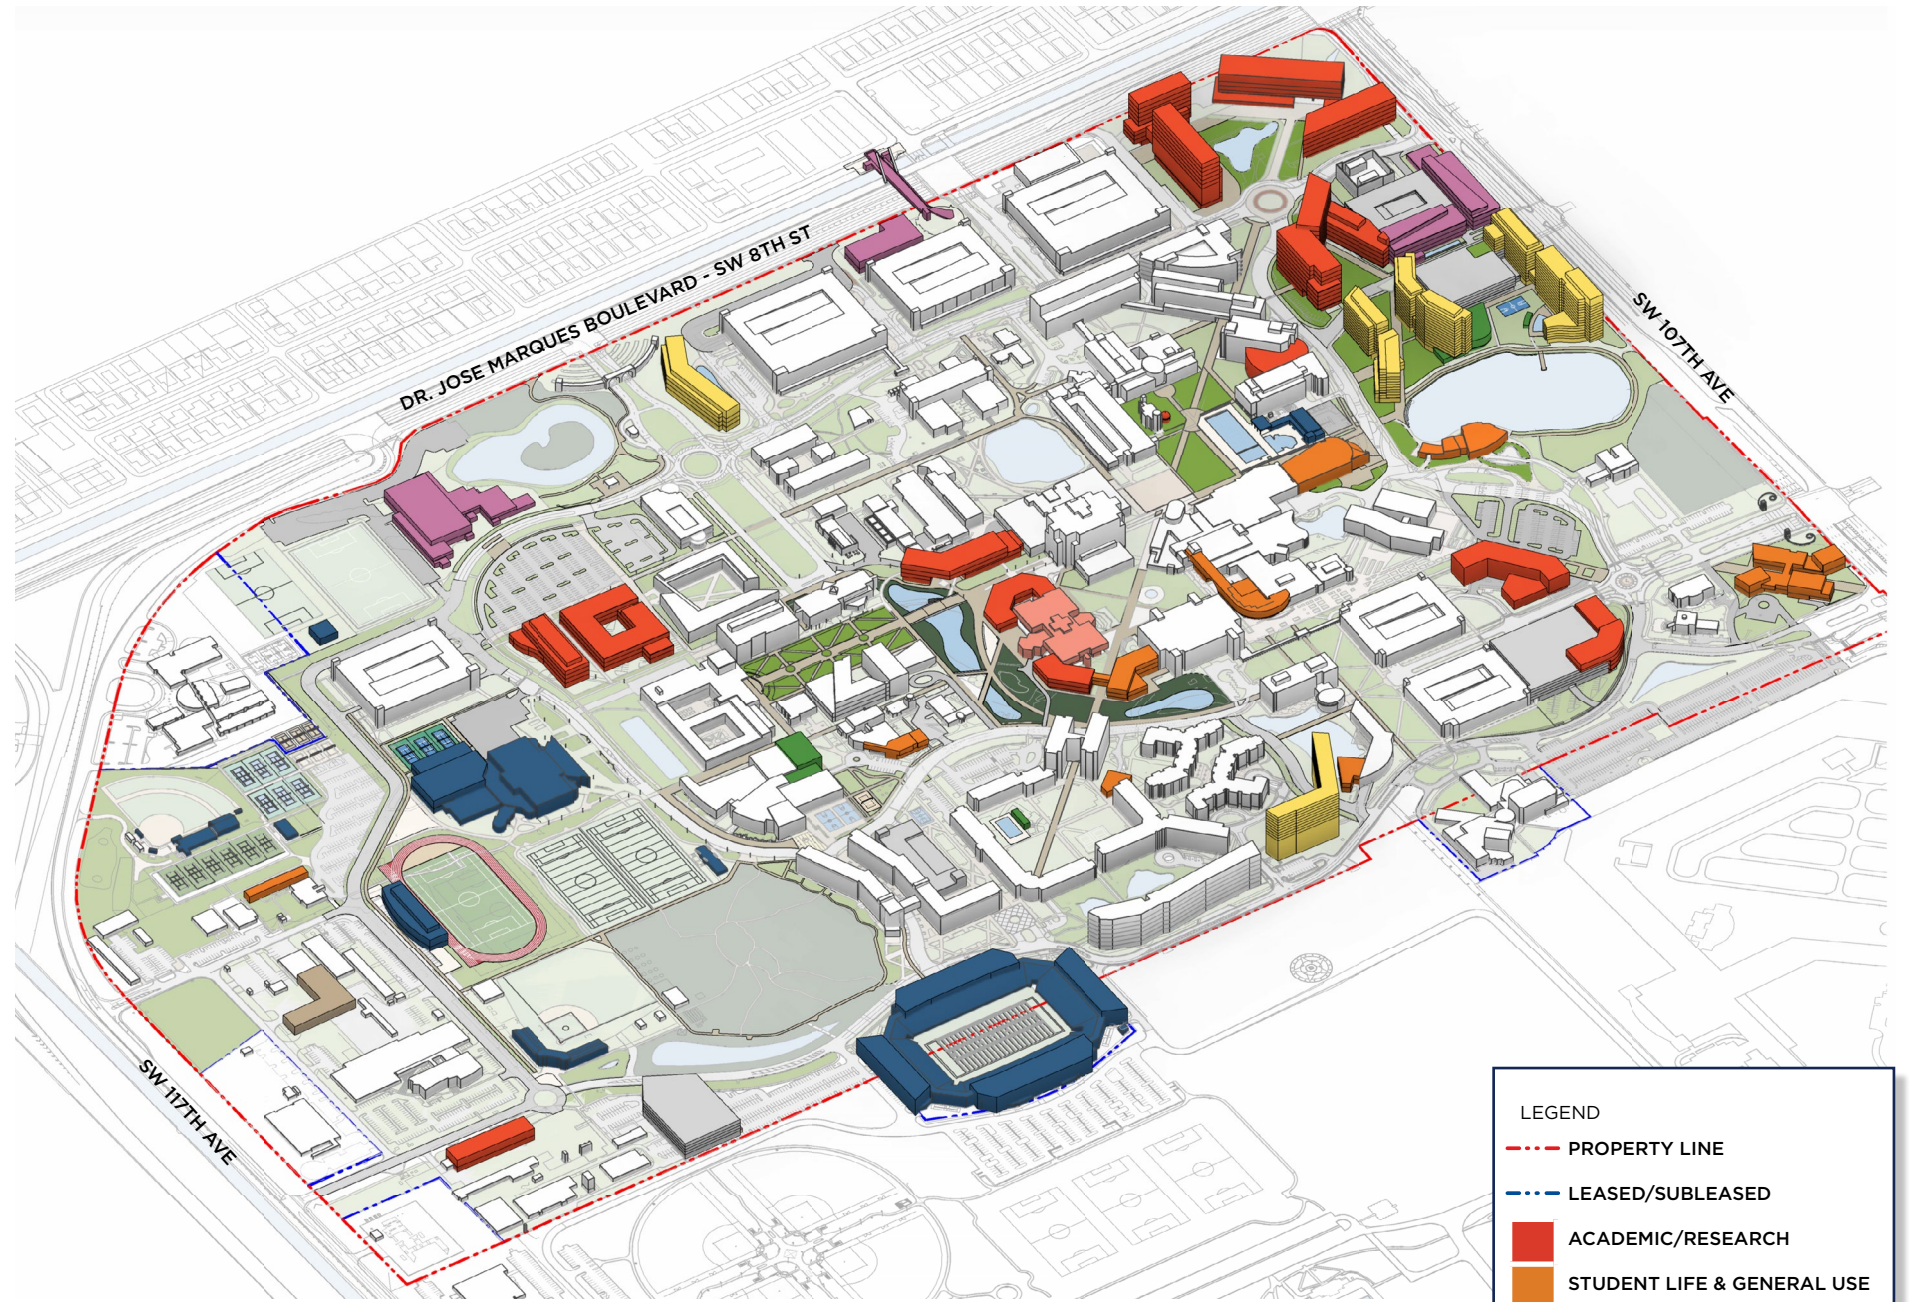 DR. JOSE MARQUES BOULEVARD - SW 8TH ST
SW 107TH AVE
SW 117TH AVE
LEGEND
PROPERTY LINE
LEASED/SUBLEASED
ACADEMIC/RESEARCH
STUDENT LIFE & GENERAL USE